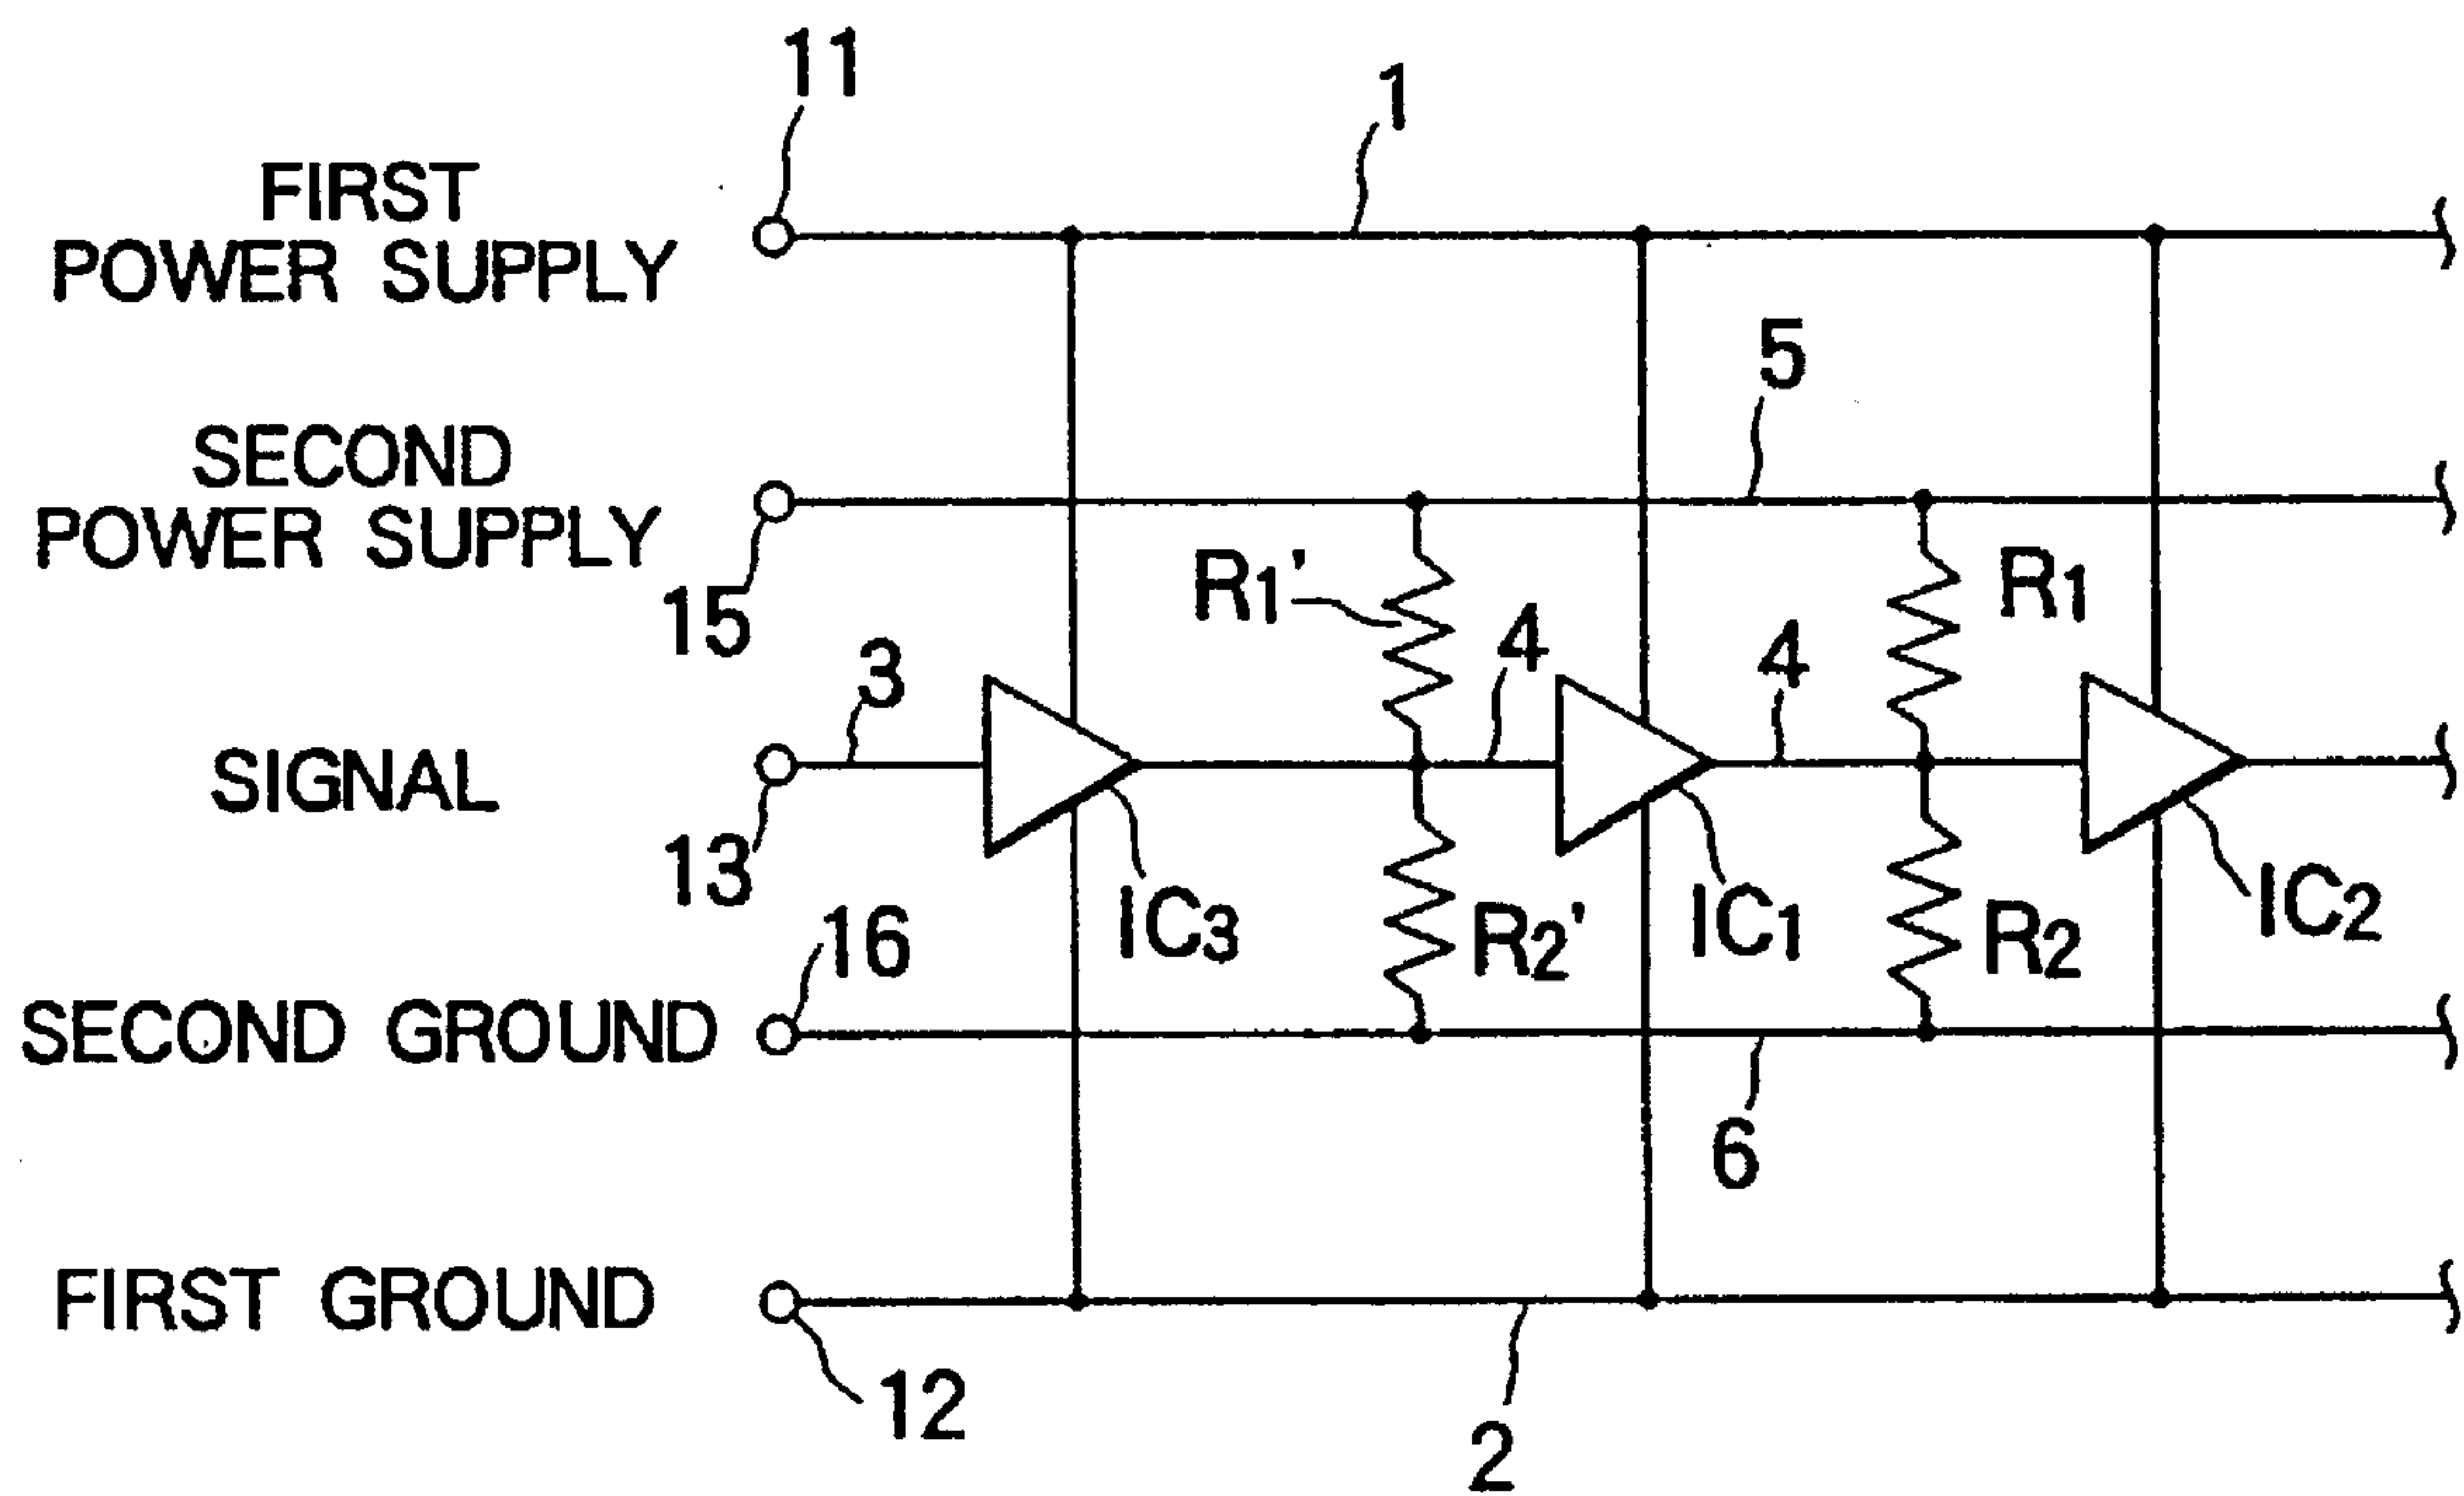 11
1
FIRST
POWER SUPPLY
5
SECOND
POWER SUPPLY
15
R1'
R1
3
4
4
SIGNAL
13
16
IC3
R2'
IC1
R2
IC2
SECOND GROUND
6
FIRST GROUND
12
2